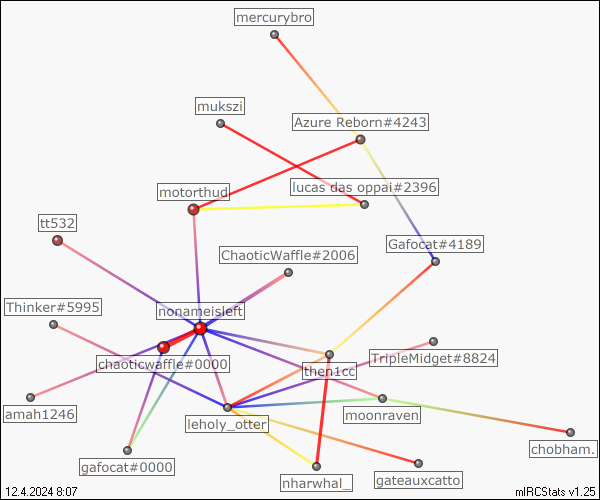 mercurybro
mukszi
Azure Reborn#4243
motorthud
lucas das oppai#2396
tt532
Gafocat#4189
ChaoticWaffle#2006
Thinker#5995
nonameisleft
chaoticwaffle#0000
then1cc
TripleMidget#8824
amah1246
leholy_otter
moonraven
chobham.
gafocat#0000
nharwhal_
gateauxcatto
12.4.2024 8:07
mIRCStats v1.25